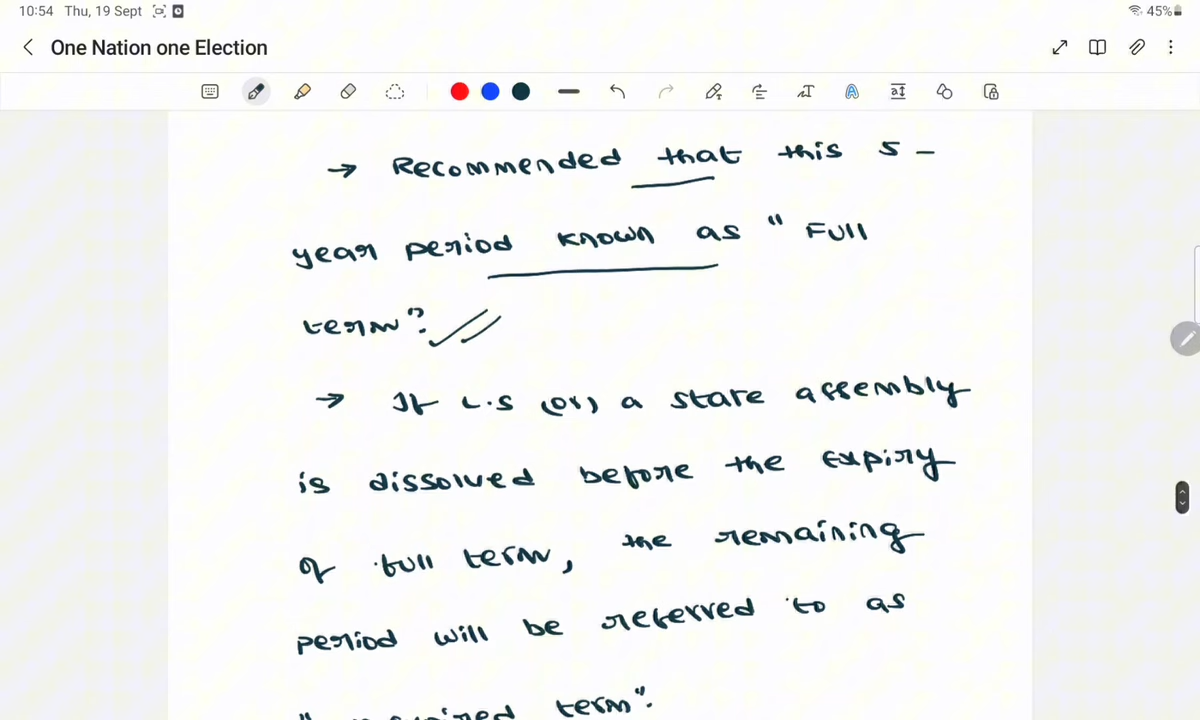 10:54 Thu, 19 Sept
45%
One Nation one Election
→ Recommended that this 5-
year period known as " Full
term".
→ If L.S (or) a state assembly
is dissolved before the expiry
of full term, the remaining
period will be referred to as
term".